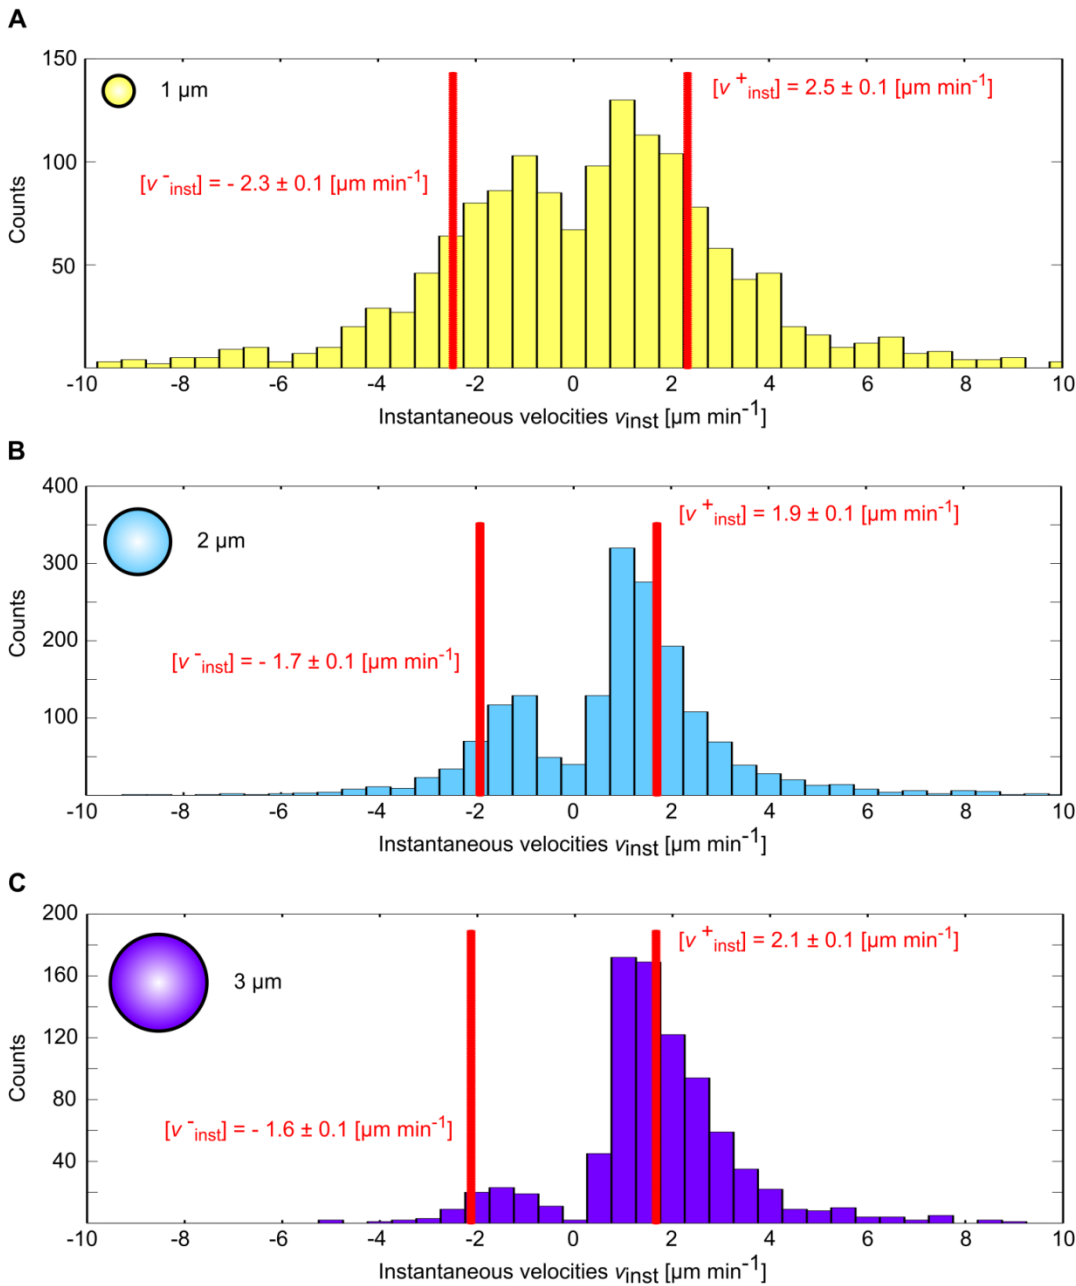 A
150
1 µm
[v⁺inst] = 2.5 ± 0.1 [µm min⁻¹]
100
[v⁻inst] = - 2.3 ± 0.1 [µm min⁻¹]
Counts
50
-10 -8 -6 -4 -2 0 2 4 6 8 10
Instantaneous velocities vinst [µm min⁻¹]
B
400
2 µm
[v⁺inst] = 1.9 ± 0.1 [µm min⁻¹]
300
Counts
200
[v⁻inst] = - 1.7 ± 0.1 [µm min⁻¹]
100
-10 -8 -6 -4 -2 0 2 4 6 8 10
Instantaneous velocities vinst [µm min⁻¹]
C
200
[v⁺inst] = 2.1 ± 0.1 [µm min⁻¹]
160
3 µm
120
Counts
80
[v⁻inst] = - 1.6 ± 0.1 [µm min⁻¹]
40
-10 -8 -6 -4 -2 0 2 4 6 8 10
Instantaneous velocities vinst [µm min⁻¹]